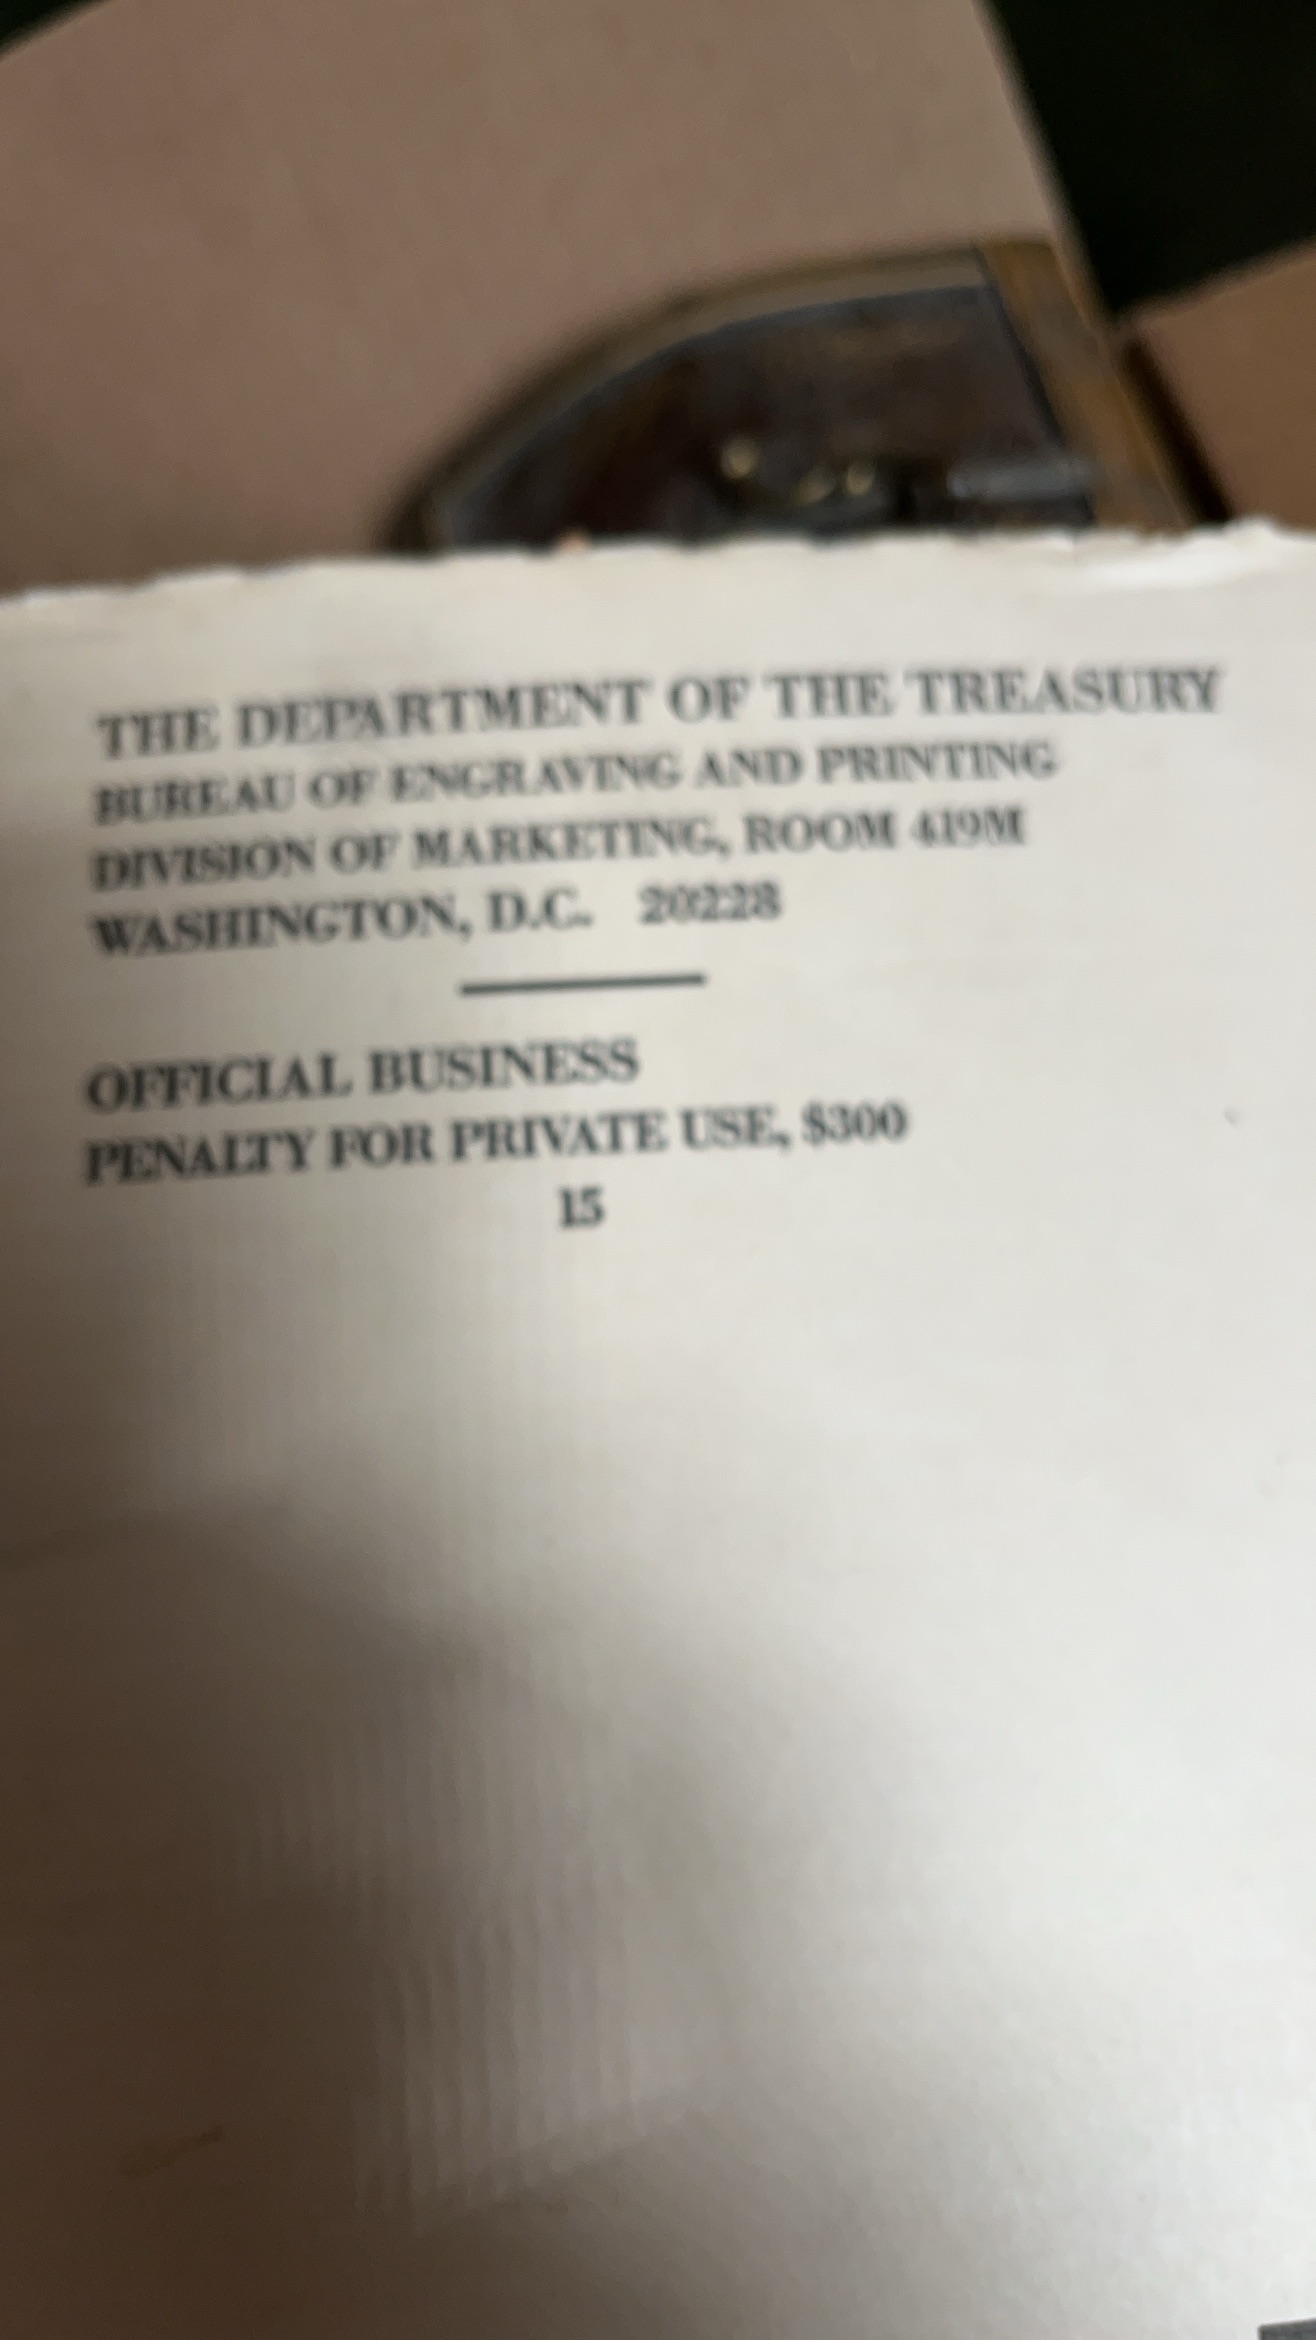 THE DEPARTMENT OF THE TREASURY
BUREAU OF ENGRAVING AND PRINTING
DIVISION OF MARKETING, ROOM 419M
WASHINGTON, D.C. 20228
OFFICIAL BUSINESS
PENALTY FOR PRIVATE USE, $300
15